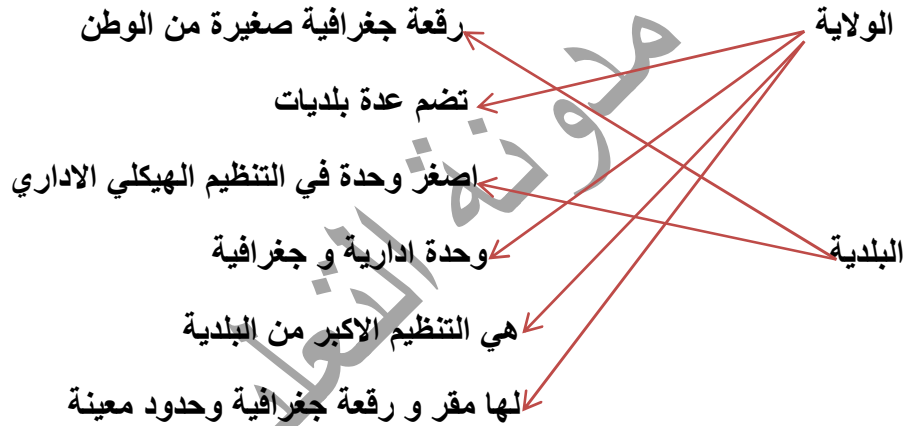 الولاية
رقعة جغرافية صغيرة من الوطن
تضم عدة بلديات
اصغر وحدة في التنظيم الهيكلي الاداري
البلدية
وحدة ادارية و جغرافية
هي التنظيم الاكبر من البلدية
لها مقر و رقعة جغرافية وحدود معينة
مدونة